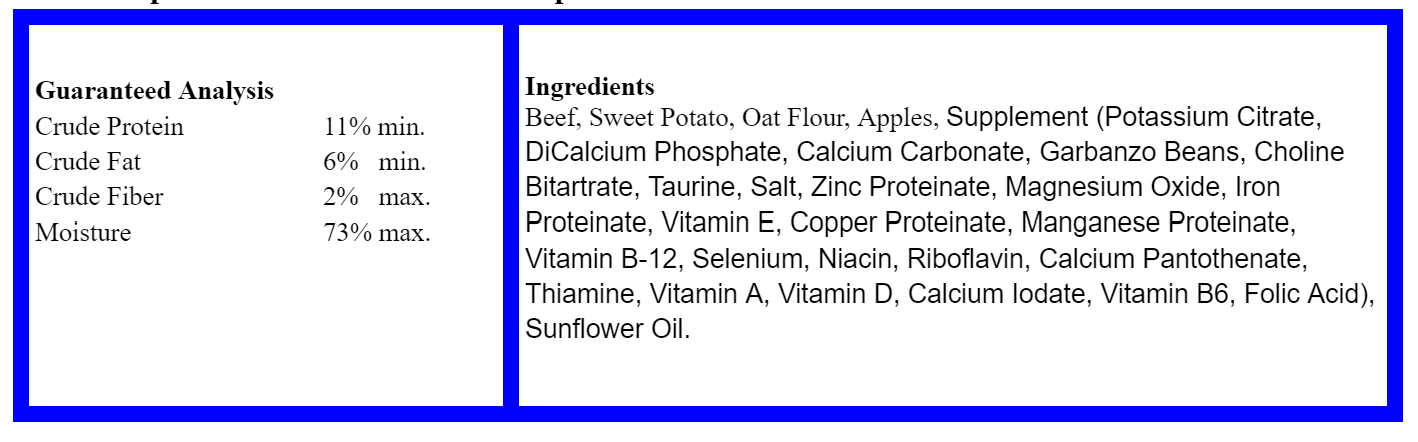 Guaranteed Analysis
Crude Protein 11% min.
Crude Fat 6% min.
Crude Fiber 2% max.
Moisture 73% max.
Ingredients
Beef, Sweet Potato, Oat Flour, Apples, Supplement (Potassium Citrate,
DiCalcium Phosphate, Calcium Carbonate, Garbanzo Beans, Choline
Bitartrate, Taurine, Salt, Zinc Proteinate, Magnesium Oxide, Iron
Proteinate, Vitamin E, Copper Proteinate, Manganese Proteinate,
Vitamin B-12, Selenium, Niacin, Riboflavin, Calcium Pantothenate,
Thiamine, Vitamin A, Vitamin D, Calcium Iodate, Vitamin B6, Folic Acid),
Sunflower Oil.